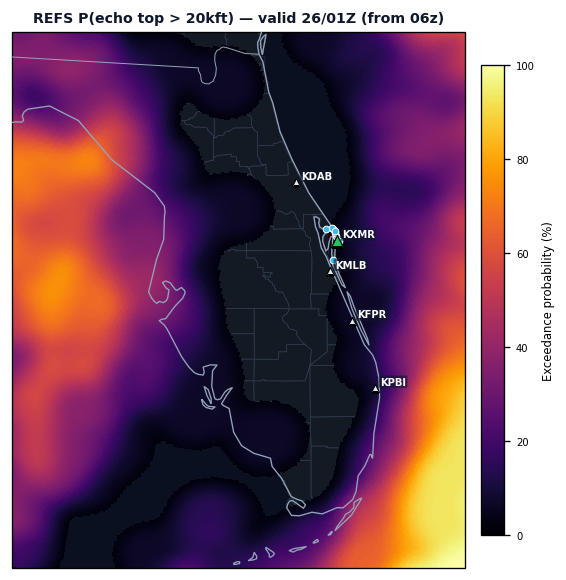 REFS P(echo top > 20kft) — valid 26/01Z (from 06z)
100
80
60
40
20
0
Exceedance probability (%)
KDAB
KXMR
KMLB
KFPR
KPBI